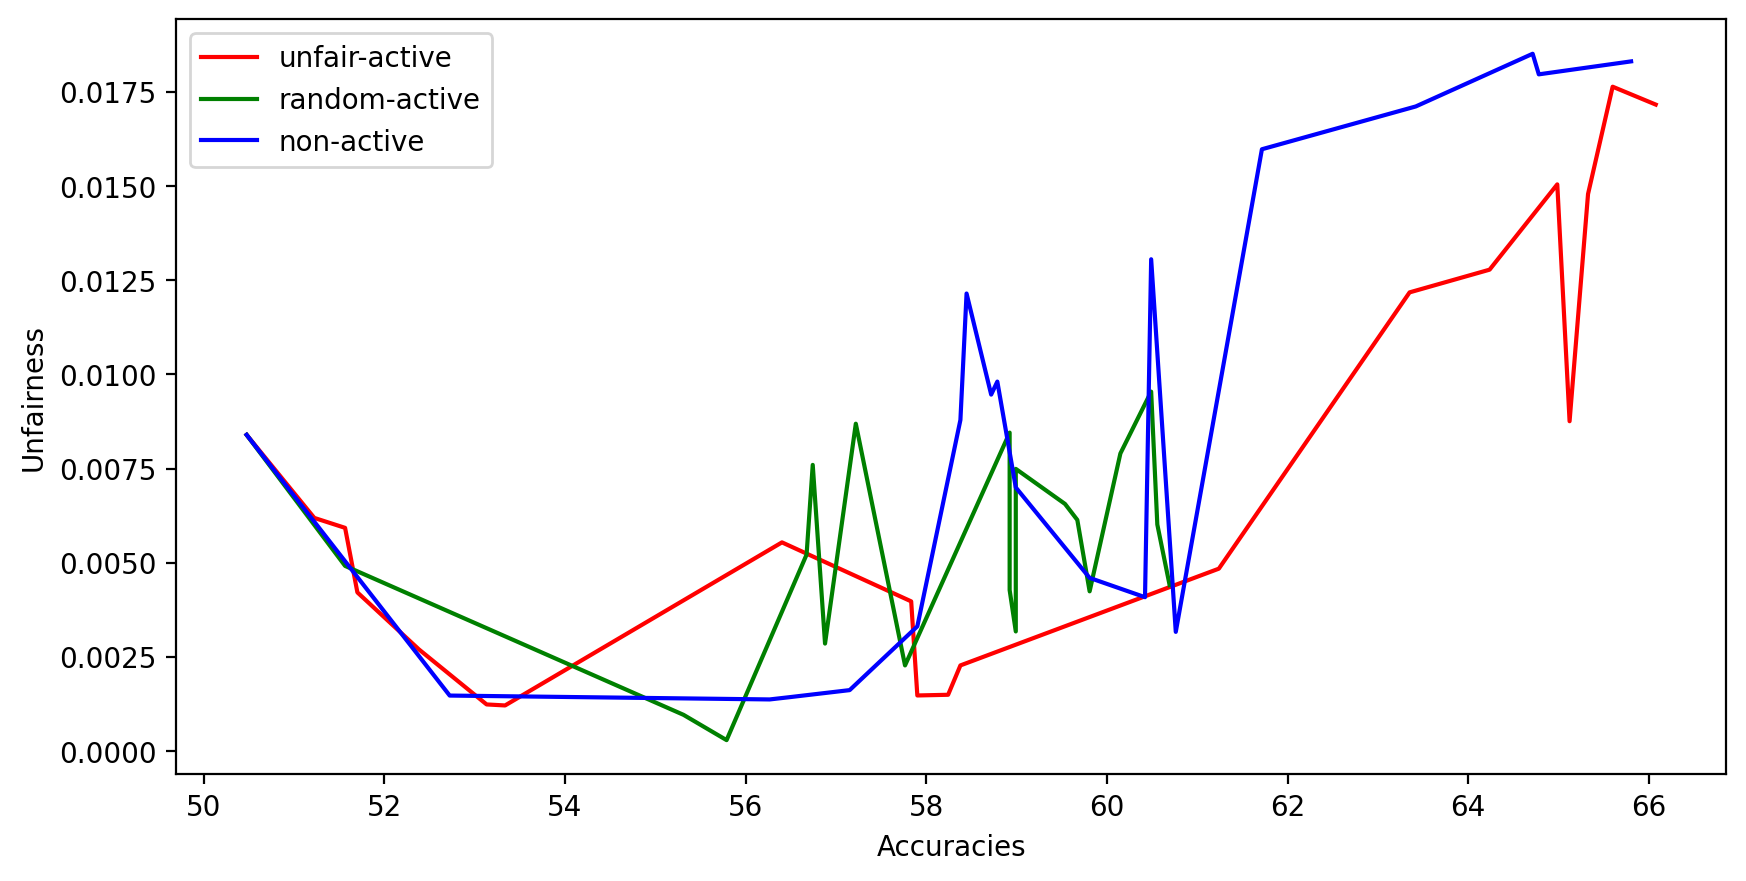 unfair-active
random-active
non-active
0.0175
0.0150
0.0125
0.0100
0.0075
0.0050
0.0025
0.0000
Unfairness
50 52 54 56 58 60 62 64 66
Accuracies